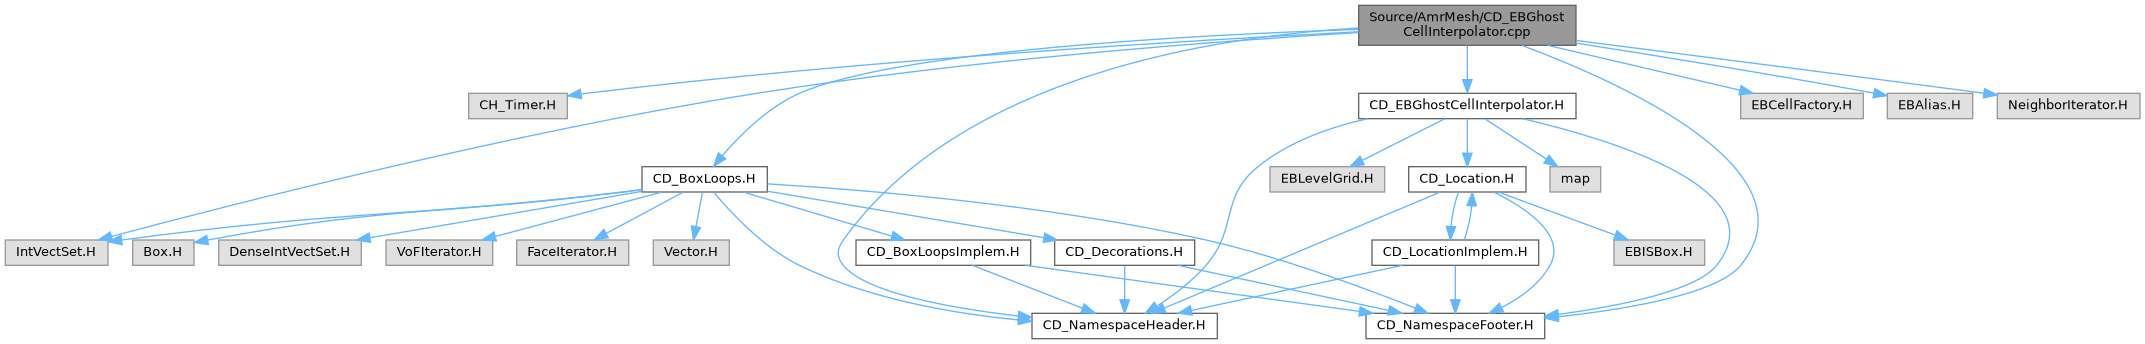 Source/AmrMesh/CD_EBGhost
CellInterpolator.cpp
CH_Timer.H
CD_EBGhostCellInterpolator.H
EBCellFactory.H
EBAlias.H
NeighborIterator.H
CD_BoxLoops.H
EBLevelGrid.H
CD_Location.H
map
IntVectSet.H
Box.H
DenseIntVectSet.H
VoFIterator.H
FaceIterator.H
Vector.H
CD_BoxLoopsImplem.H
CD_Decorations.H
CD_LocationImplem.H
EBISBox.H
CD_NamespaceHeader.H
CD_NamespaceFooter.H